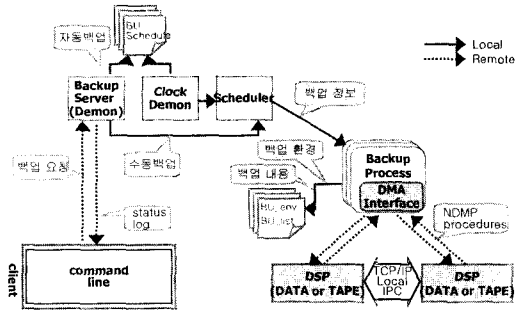 자동백업
BU
Schedule
Local
Remote
Backup
Server
(Demon)
Clock
Demon
Scheduler
백업 정보
백업 요청
수동백업
백업 환경
백업 내용
Backup
Process
DMA
Interface
BU_env
BU_list
status
log
NDMP
procedures
client
command
line
DSP
(DATA or TAPE)
TCP/IP
Local
IPC
DSP
(DATA or TAPE)